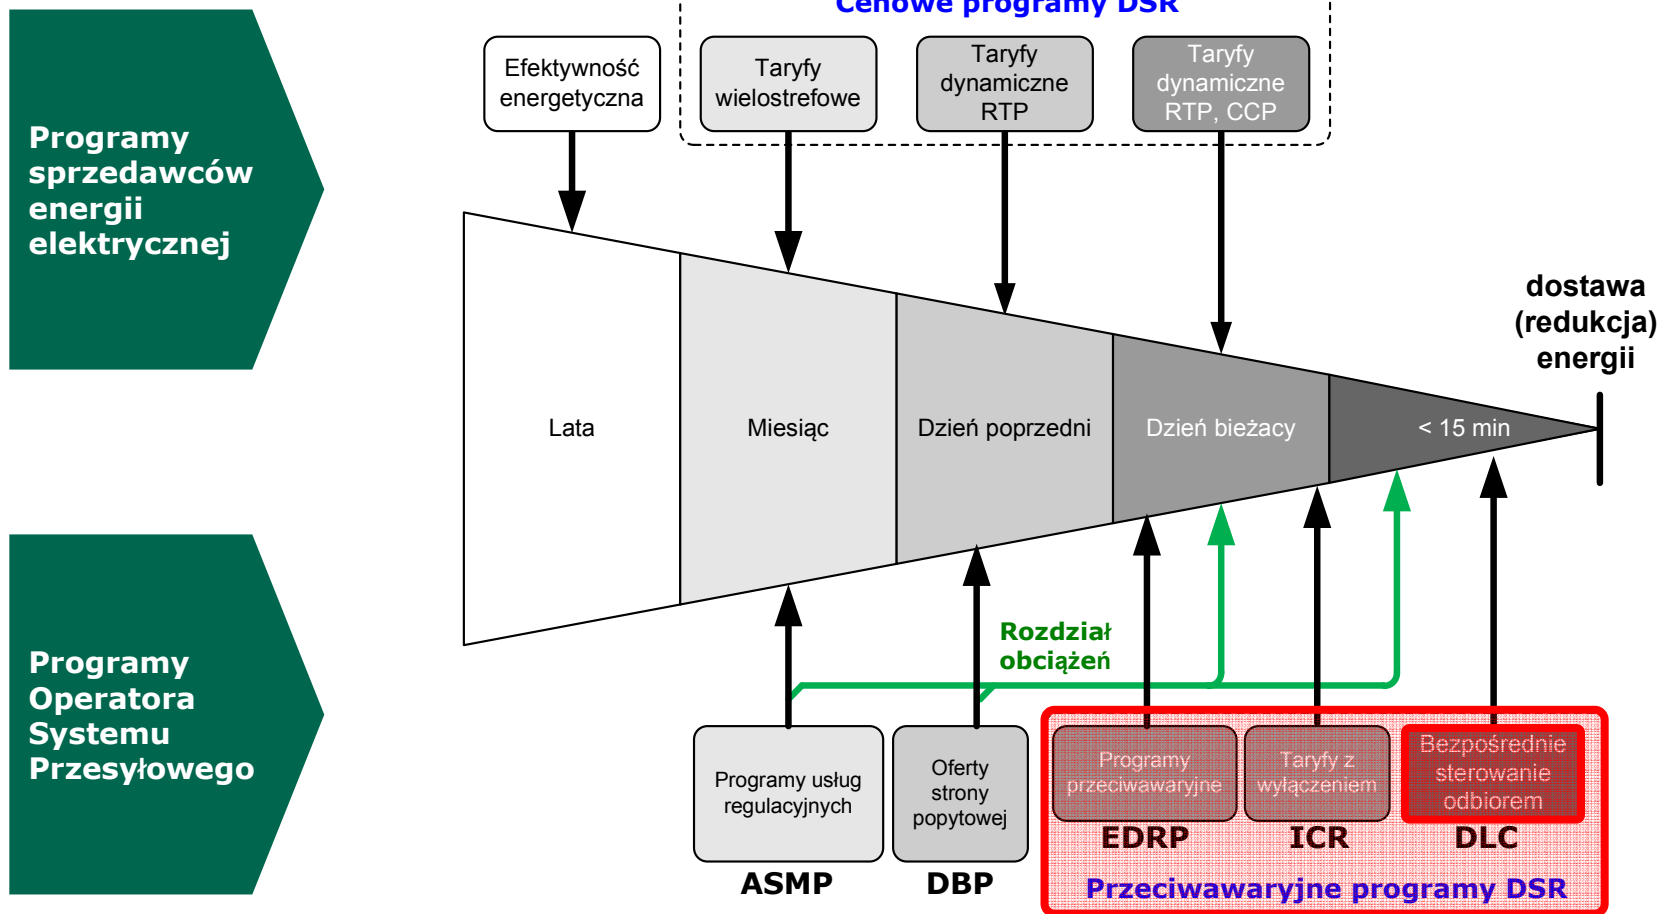 Cenowe programy DSR
Programy
sprzedawców
energii
elektrycznej
Efektywność
energetyczna
Taryfy
wielostrefowe
Taryfy
dynamiczne
RTP
Taryfy
dynamiczne
RTP, CCP
dostawa
(redukcja)
energii
Lata
Miesiąc
Dzień poprzedni
Dzień bieżacy
< 15 min
Rozdział
obciążeń
Programy
Operatora
Systemu
Przesyłowego
Programy usług
regulacyjnych
ASMP
Oferty
strony
popytowej
DBP
Programy
przeciwawaryjne
EDRP
Taryfy z
wyłączeniem
ICR
Bezpośrednie
sterowanie
odbiorem
DLC
Przeciwawaryjne programy DSR